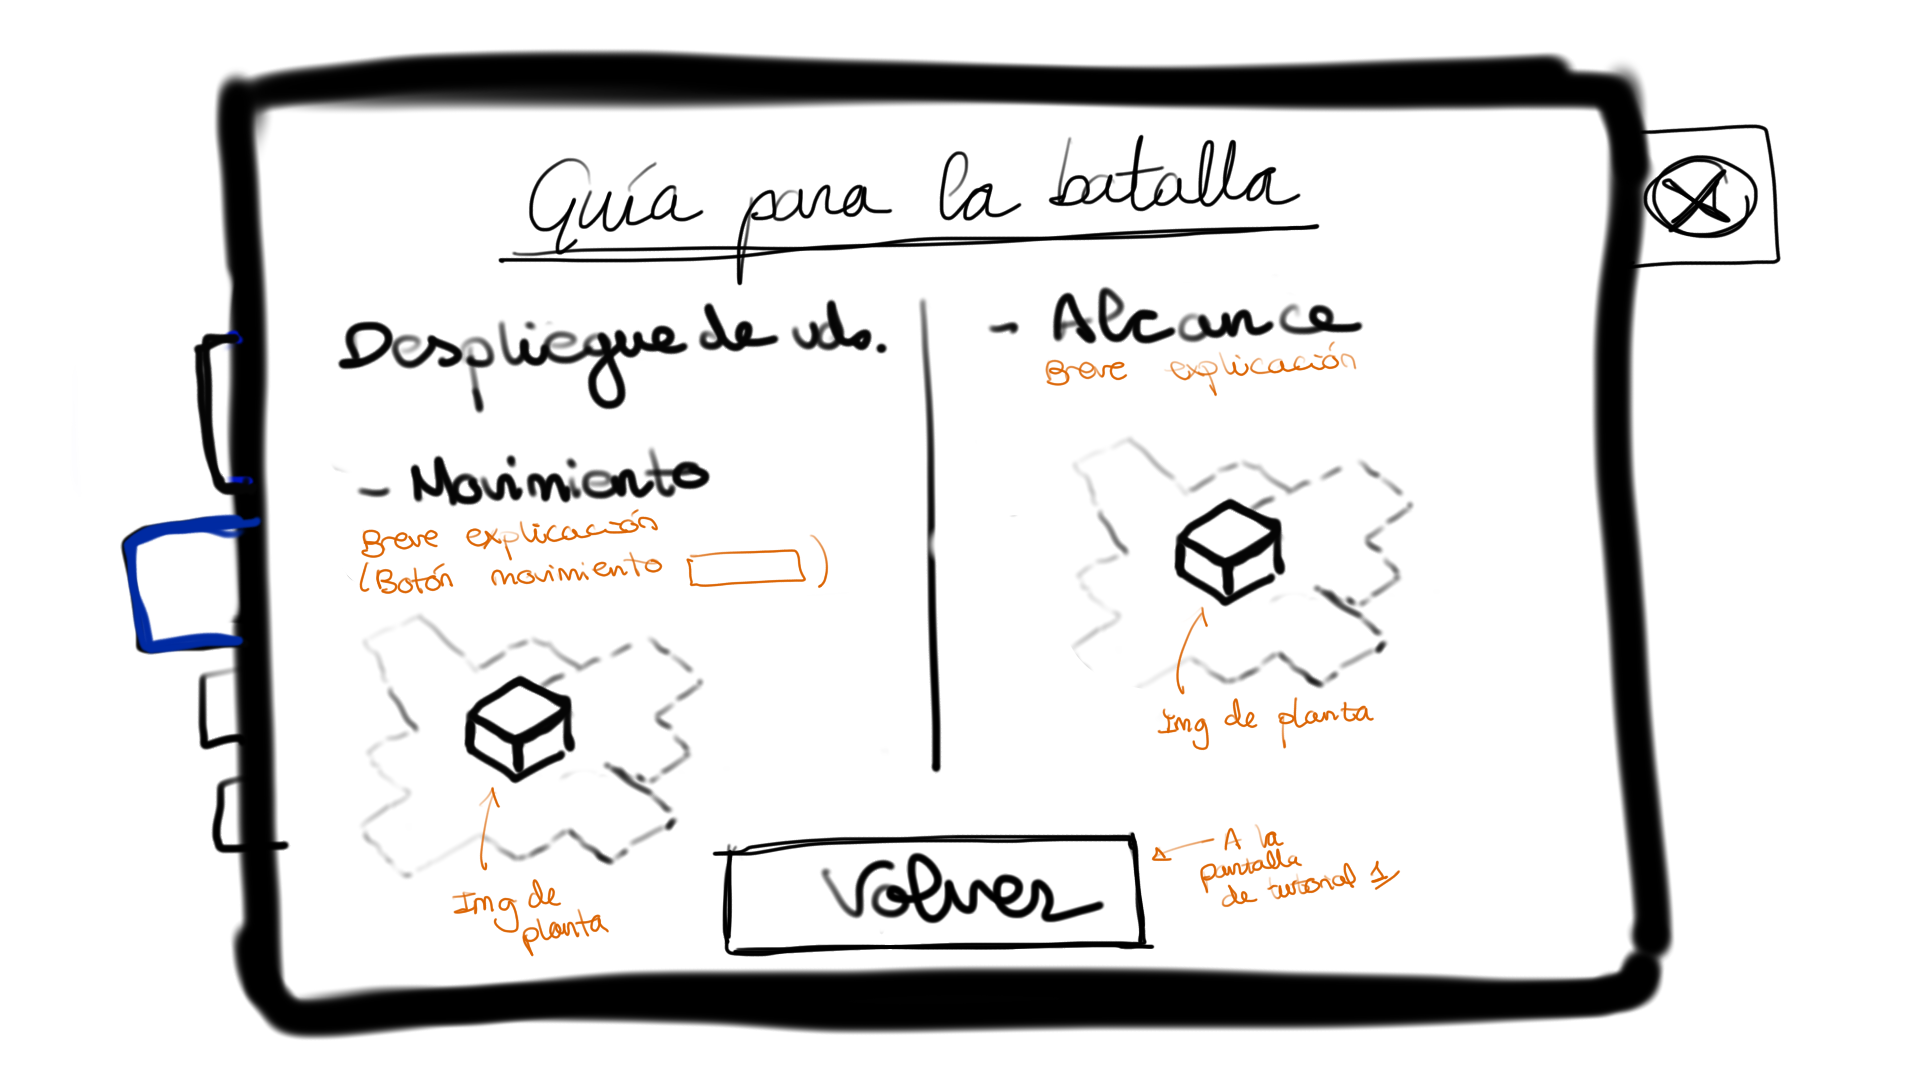 Guía para la batalla
Despliegue de uds.
- Movimiento
Breve explicación
(Botón movimiento )
Img de
planta
- Alcance
Breve explicación
Img de planta
Volver
A la
pantalla
de tutorial 1
X